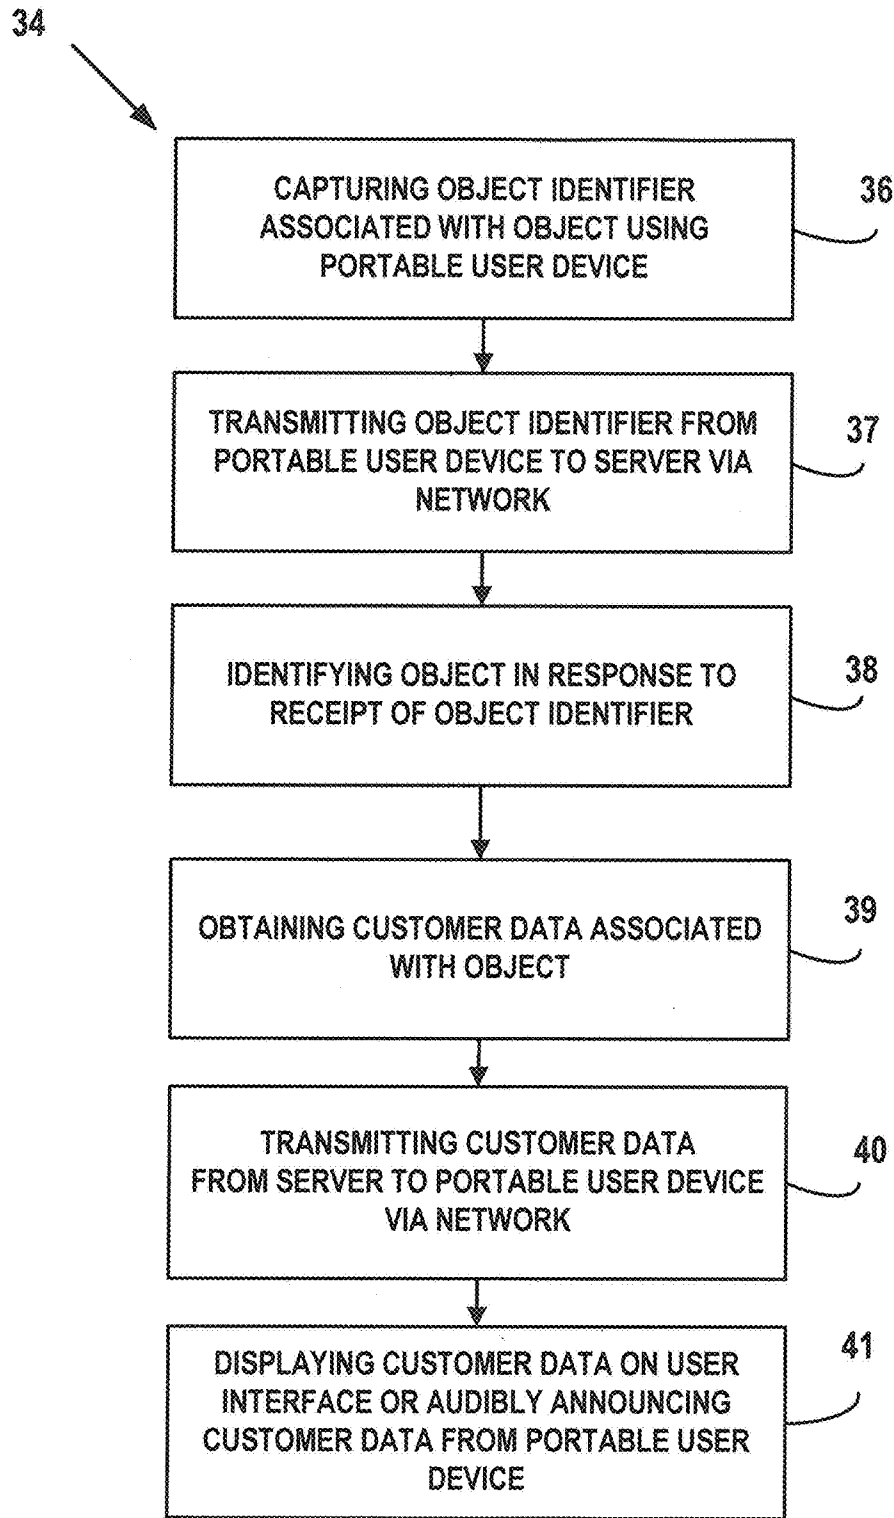 34
CAPTURING OBJECT IDENTIFIER
ASSOCIATED WITH OBJECT USING
PORTABLE USER DEVICE
36
TRANSMITTING OBJECT IDENTIFIER FROM
PORTABLE USER DEVICE TO SERVER VIA
NETWORK
37
IDENTIFYING OBJECT IN RESPONSE TO
RECEIPT OF OBJECT IDENTIFIER
38
OBTAINING CUSTOMER DATA ASSOCIATED
WITH OBJECT
39
TRANSMITTING CUSTOMER DATA
FROM SERVER TO PORTABLE USER DEVICE
VIA NETWORK
40
DISPLAYING CUSTOMER DATA ON USER
INTERFACE OR AUDIBLY ANNOUNCING
CUSTOMER DATA FROM PORTABLE USER
DEVICE
41